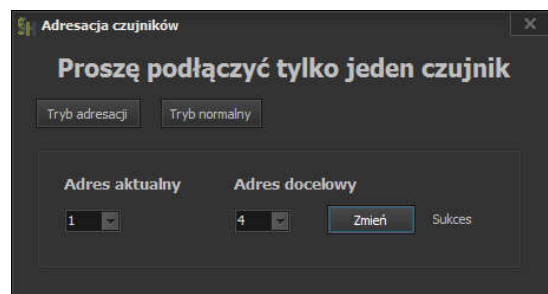 SH Adresacja czujników
Proszę podłączyć tylko jeden czujnik
Tryb adresacji Tryb normalny
Adres aktualny Adres docelowy
1 4 Zmień Sukces